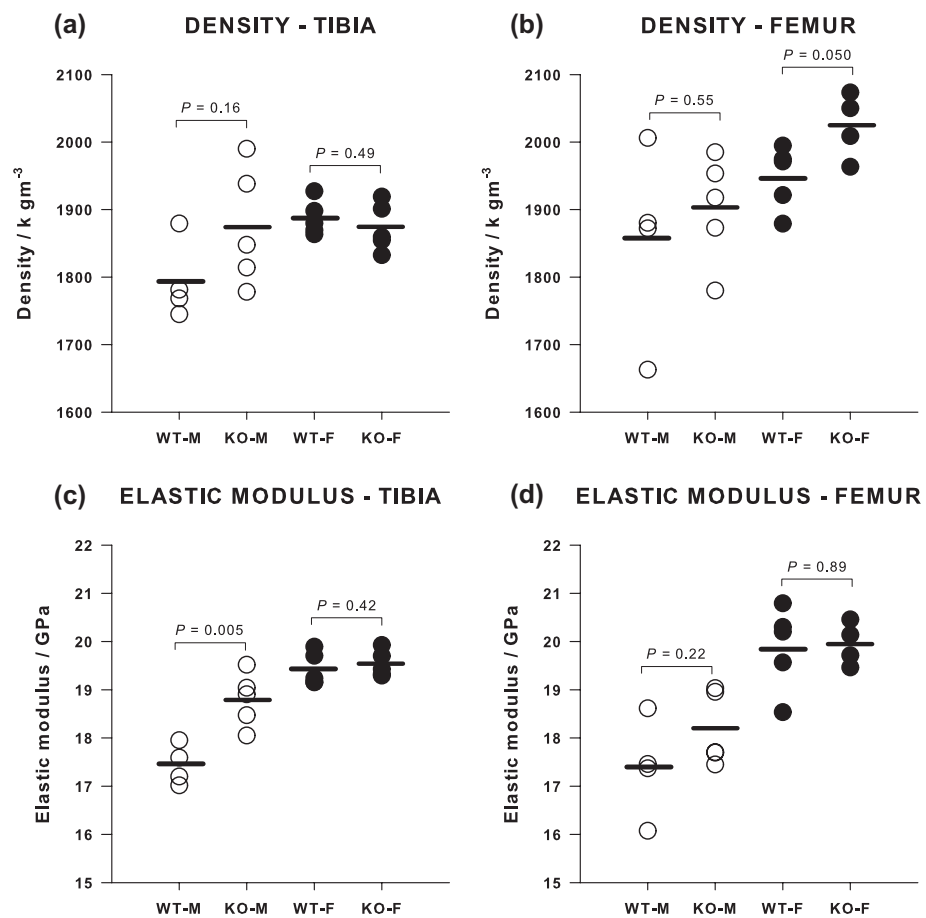 (a) DENSITY - TIBIA
2100
2000
1900
1800
1700
1600
Density / k gm⁻³
P = 0.16
P = 0.49
WT-M KO-M WT-F KO-F
(b) DENSITY - FEMUR
2100
2000
1900
1800
1700
1600
Density / k gm⁻³
P = 0.55
P = 0.050
WT-M KO-M WT-F KO-F
(c) ELASTIC MODULUS - TIBIA
22
21
20
19
18
17
16
15
Elastic modulus / GPa
P = 0.005
P = 0.42
WT-M KO-M WT-F KO-F
(d) ELASTIC MODULUS - FEMUR
22
21
20
19
18
17
16
15
Elastic modulus / GPa
P = 0.22
P = 0.89
WT-M KO-M WT-F KO-F